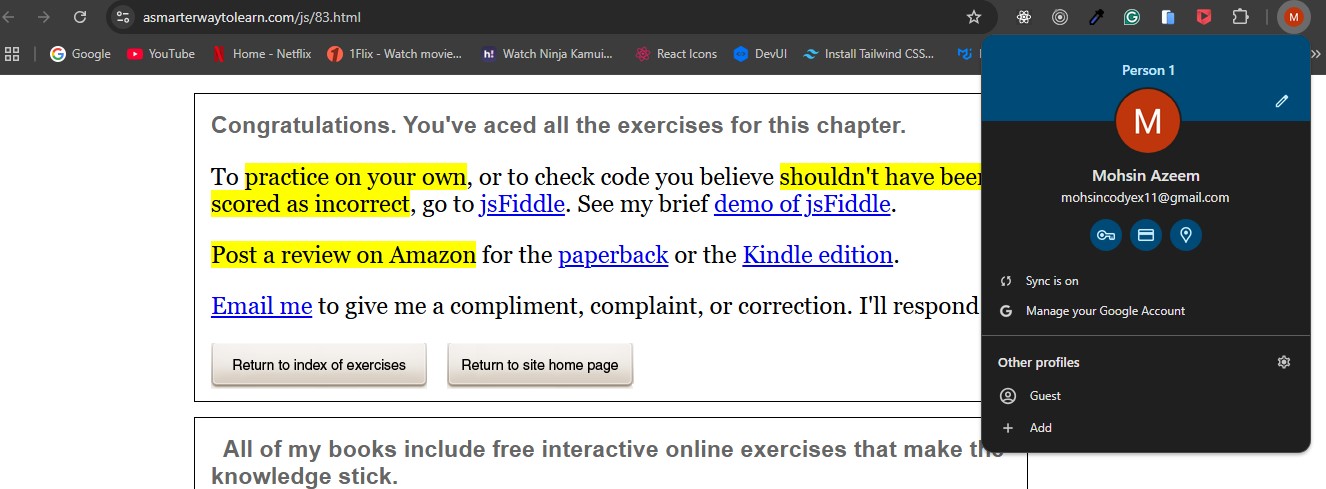 asmarterwaytolearn.com/js/83.html
M
Google YouTube Home - Netflix 1Flix - Watch movie... h! Watch Ninja Kamui... React Icons DevUI Install Tailwind CSS... »
Person 1
M
Mohsin Azeem
mohsincodyex11@gmail.com
Sync is on
Manage your Google Account
Other profiles
Guest
Add
Congratulations. You've aced all the exercises for this chapter.
To practice on your own, or to check code you believe shouldn't have been
scored as incorrect, go to jsFiddle. See my brief demo of jsFiddle.
Post a review on Amazon for the paperback or the Kindle edition.
Email me to give me a compliment, complaint, or correction. I'll respond
Return to index of exercises Return to site home page
All of my books include free interactive online exercises that make the
knowledge stick.